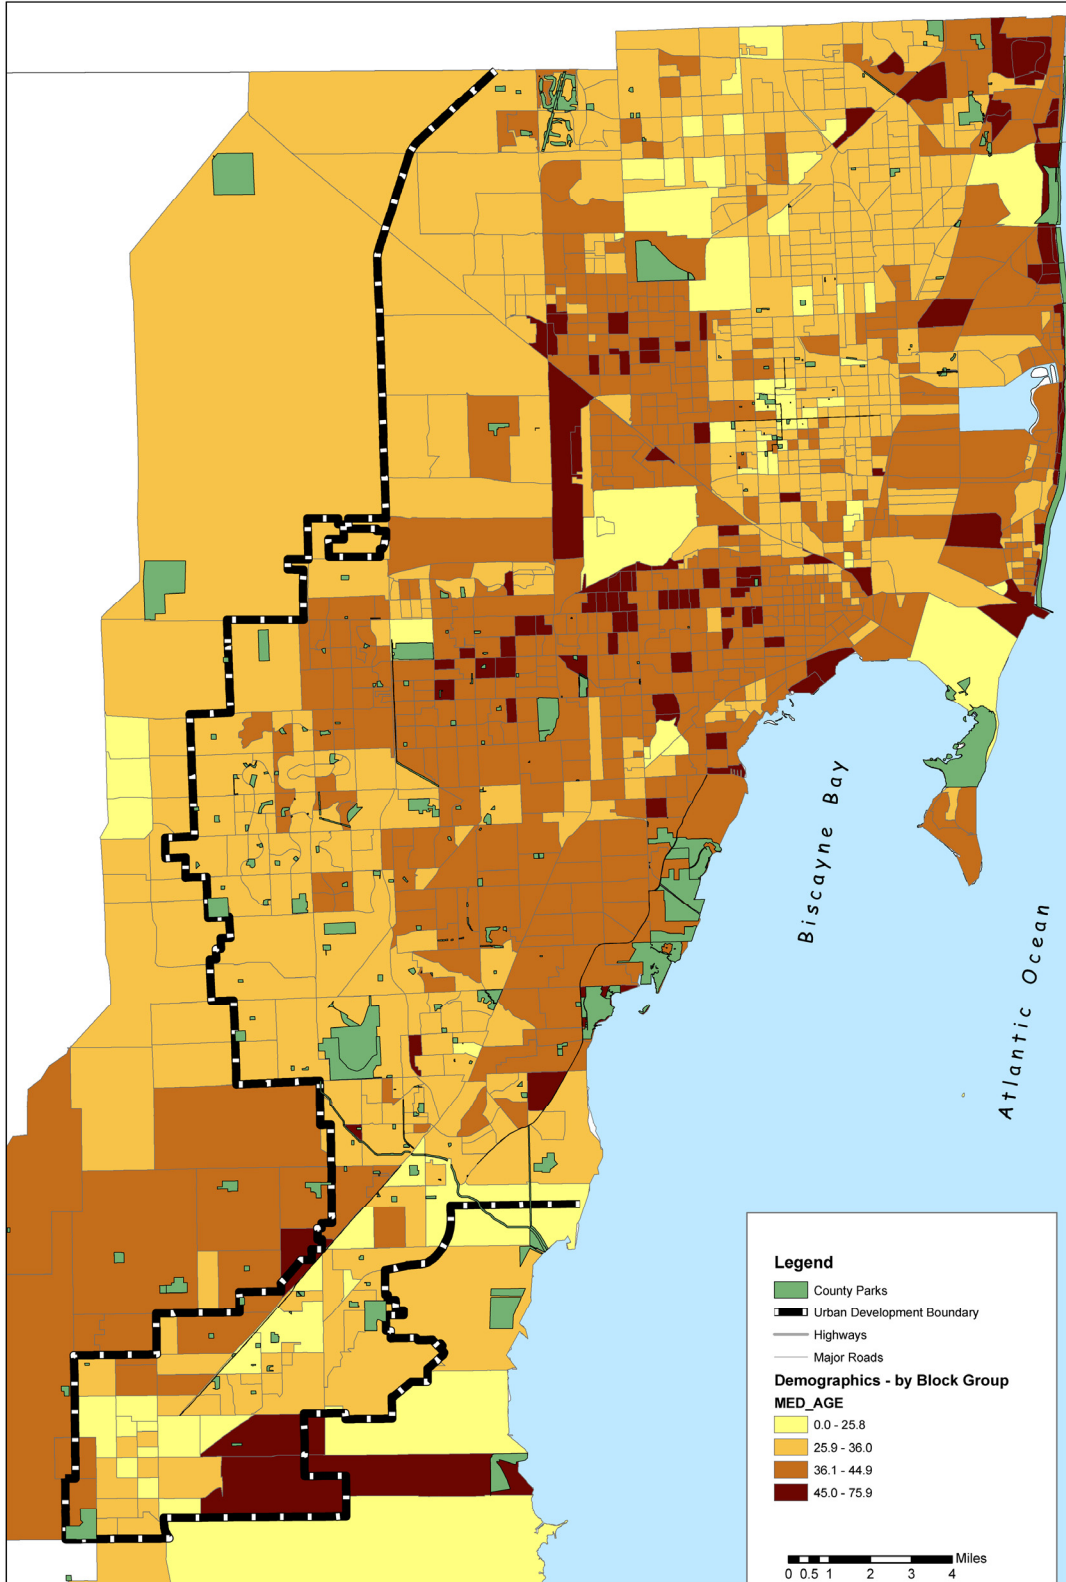 Biscayne Bay
Atlantic Ocean
Legend
County Parks
Urban Development Boundary
Highways
Major Roads
Demographics - by Block Group
MED_AGE
0.0 - 25.8
25.9 - 36.0
36.1 - 44.9
45.0 - 75.9
Miles
0 0.5 1 2 3 4